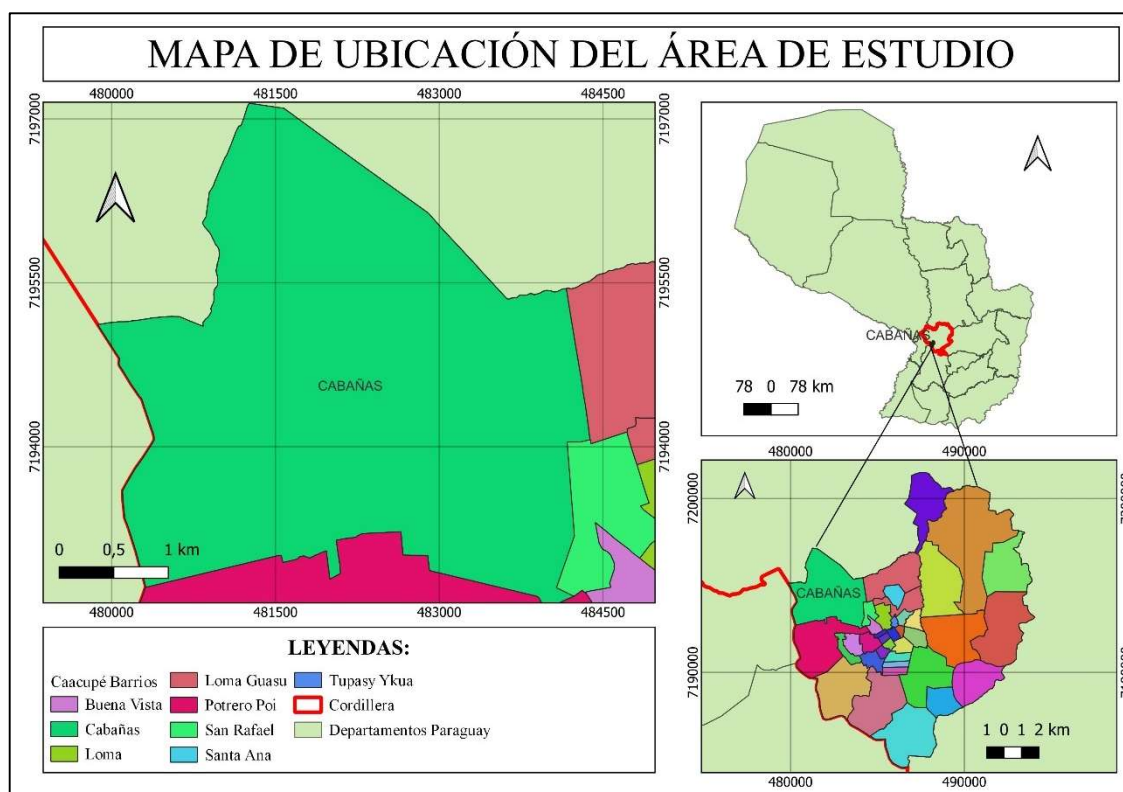 MAPA DE UBICACIÓN DEL ÁREA DE ESTUDIO
480000 481500 483000 484500
7197000 7197000
7195500 7195500
CABAÑAS
7194000 7194000
0 0,5 1 km
480000 481500 483000 484500
CABAÑAS
78 0 78 km
480000 490000
7200000 7200000
CABAÑAS
7190000 7190000
1 0 1 2 km
480000 490000
LEYENDAS:
Caacupé Barrios
Buena Vista
Cabañas
Loma
Loma Guasu
Potrero Poi
San Rafael
Santa Ana
Tupasy Ykua
Cordillera
Departamentos Paraguay